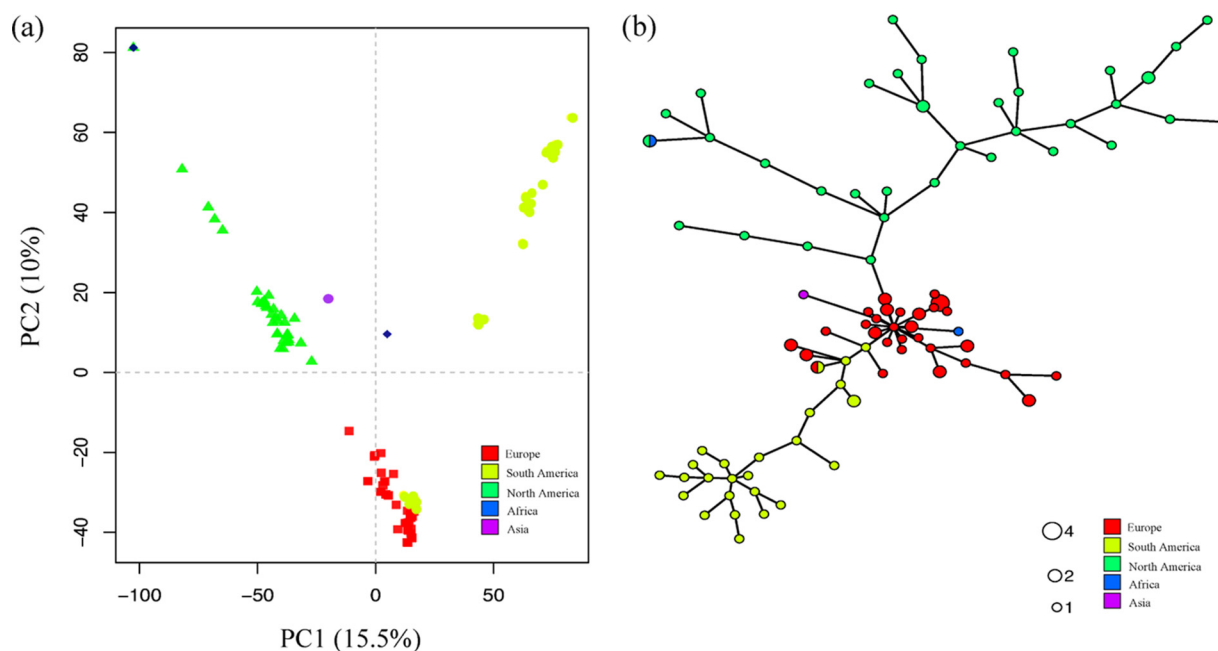 (a)
80
60
40
20
0
−20
−40
PC2 (10%)
−100
−50
0
50
PC1 (15.5%)
Europe
South America
North America
Africa
Asia
(b)
4
2
1
Europe
South America
North America
Africa
Asia